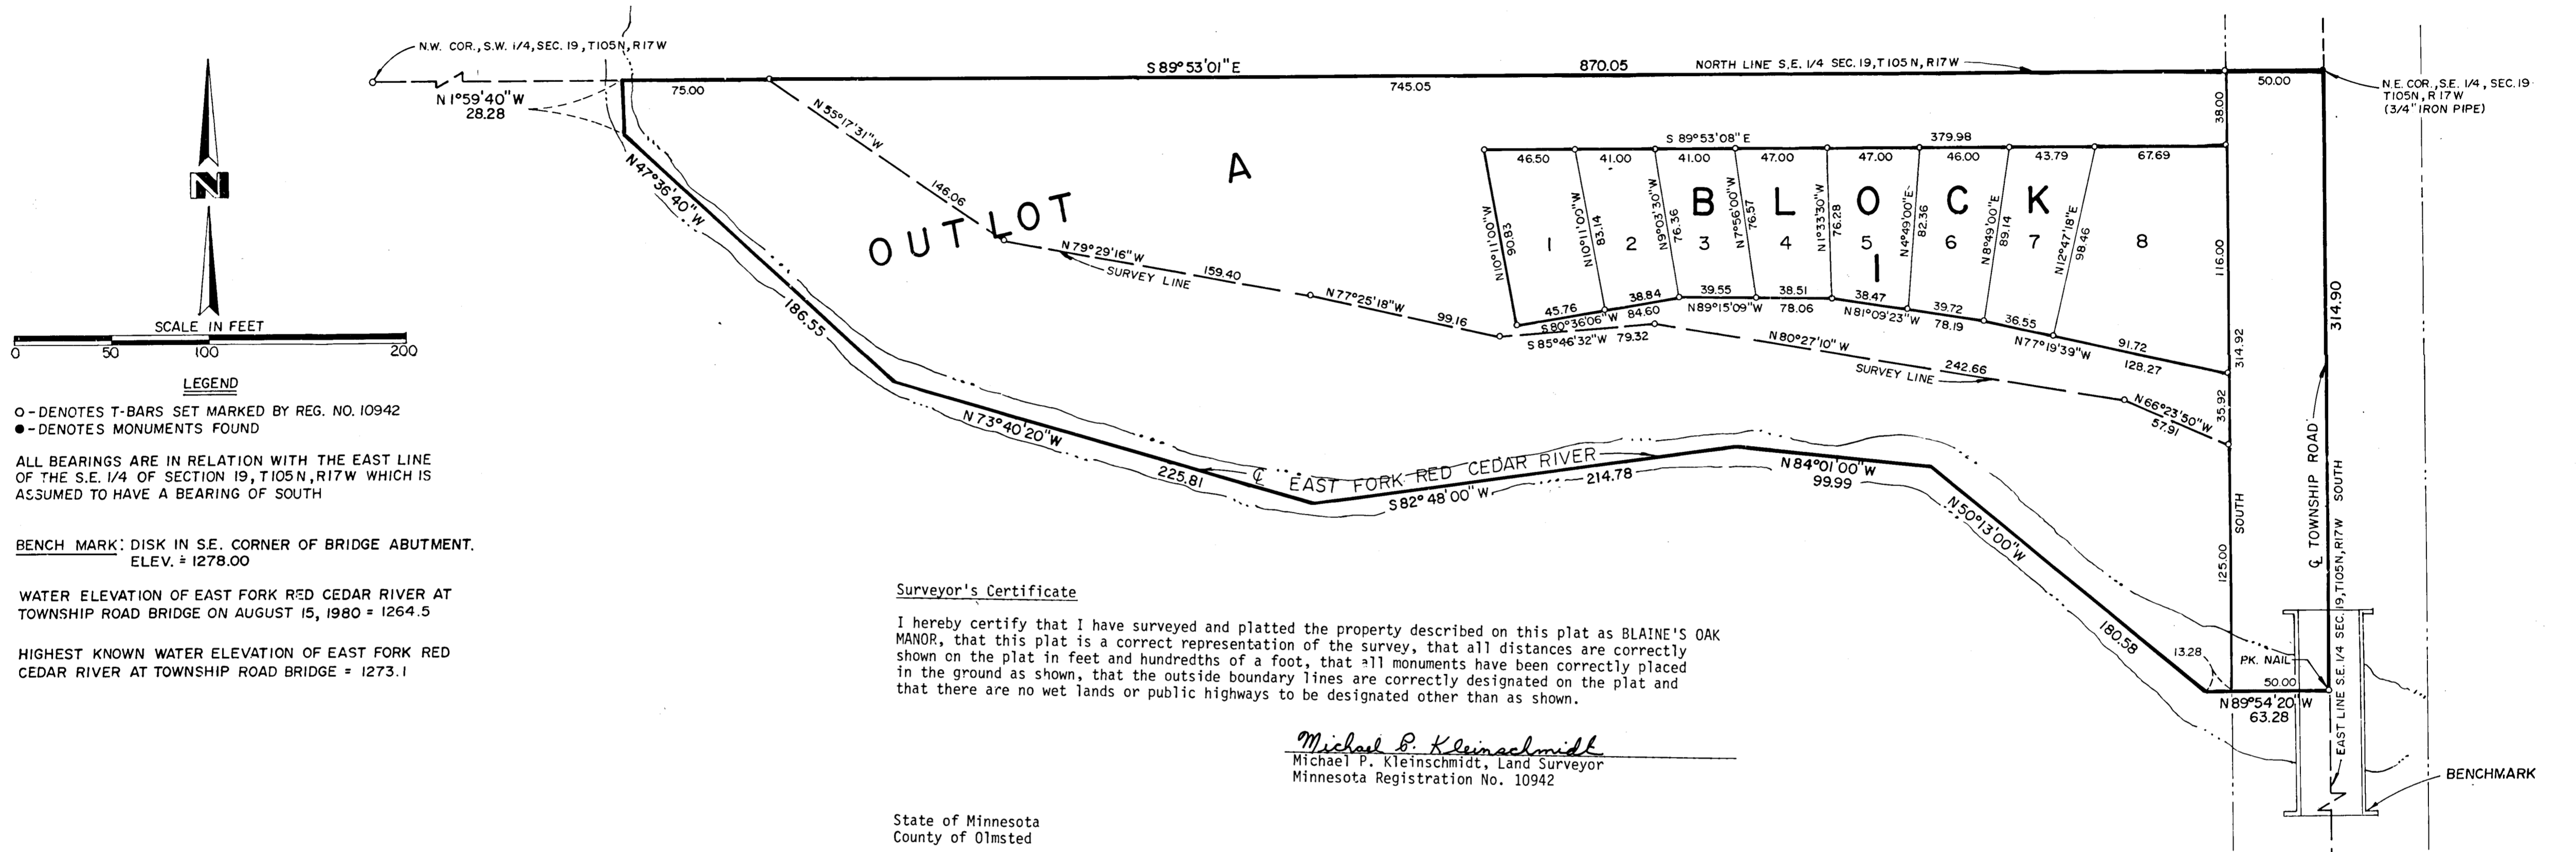 N.W. COR., S.W. 1/4, SEC. 19, T105N, R17W
N 1°59'40" W
28.28
75.00
S 89°53'01" E
745.05
870.05
NORTH LINE S.E. 1/4 SEC. 19, T105N, R17W
50.00
N.E. COR., S.E. 1/4, SEC. 19
T105N, R17W
(3/4" IRON PIPE)
38.00
N
SCALE IN FEET
0 50 100 200
LEGEND
O - DENOTES T-BARS SET MARKED BY REG. NO. 10942
● - DENOTES MONUMENTS FOUND
ALL BEARINGS ARE IN RELATION WITH THE EAST LINE
OF THE S.E. 1/4 OF SECTION 19, T105N, R17W WHICH IS
ASSUMED TO HAVE A BEARING OF SOUTH
BENCH MARK: DISK IN S.E. CORNER OF BRIDGE ABUTMENT.
ELEV. = 1278.00
WATER ELEVATION OF EAST FORK RED CEDAR RIVER AT
TOWNSHIP ROAD BRIDGE ON AUGUST 15, 1980 = 1264.5
HIGHEST KNOWN WATER ELEVATION OF EAST FORK RED
CEDAR RIVER AT TOWNSHIP ROAD BRIDGE = 1273.1
N 55°17'31" W
146.06
N 47°36'40" W
186.55
OUTLOT A
N 79°29'16" W
159.40
SURVEY LINE
N 77°25'18" W
99.16
S 89°53'08" E
379.98
46.50
41.00
41.00
47.00
47.00
46.00
43.79
67.69
N10°11'00"W
90.83
N10°11'00"W
83.14
N9°03'30"W
76.36
N7°56'00"W
76.57
N1°33'30"W
76.28
N4°49'00"E
82.36
N8°49'00"E
89.14
N12°47'18"E
98.46
BLOCK
1
1
2
3
4
5
6
7
8
116.00
45.76
38.84
39.55
38.51
38.47
39.72
36.55
91.72
S 80°36'06" W 84.60
N89°15'09"W
78.06
N81°09'23"W
78.19
N77°19'39"W
128.27
S 85°46'32" W 79.32
N 80°27'10" W
242.66
SURVEY LINE
N 66°23'50" W
57.91
35.92
314.92
SOUTH
125.00
314.90
℄ TOWNSHIP ROAD
SOUTH
EAST LINE S.E. 1/4 SEC. 19, T105N, R17W
N 73°40'20" W
225.81
℄ EAST FORK RED CEDAR RIVER
S 82°48'00" W
214.78
N 84°01'00" W
99.99
N 50°13'00" W
180.58
13.28
PK. NAIL
50.00
N 89°54'20" W
63.28
BENCHMARK
Surveyor's Certificate
I hereby certify that I have surveyed and platted the property described on this plat as BLAINE'S OAK
MANOR, that this plat is a correct representation of the survey, that all distances are correctly
shown on the plat in feet and hundredths of a foot, that all monuments have been correctly placed
in the ground as shown, that the outside boundary lines are correctly designated on the plat and
that there are no wet lands or public highways to be designated other than as shown.
Michael P. Kleinschmidt
Michael P. Kleinschmidt, Land Surveyor
Minnesota Registration No. 10942
State of Minnesota
County of Olmsted